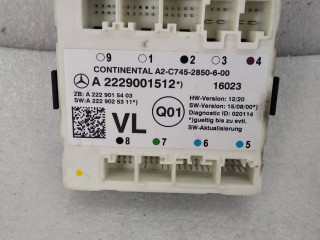 9 1 2 3 4
CONTINENTAL A2-C745-2850-6-00
A 2229001512*) 16023
ZB: A 222 901 54 03 HW-Version: 12/20
SW:A 222 902 53 11*) SW-Version: 15/08/00*)
Diagnostic ID: 020114
*)gueltig bis zu evtl.
SW-Aktualisierung
VL Q01
8 7 6 5